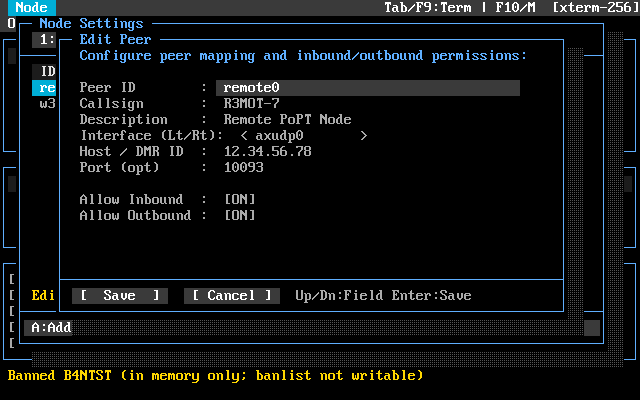 Node Tab/F9:Term | F10/M [xterm-256]
Node Settings
1:
Edit Peer
Configure peer mapping and inbound/outbound permissions:
ID
re
w3
Peer ID : remote0
Callsign : R3MOT-7
Description : Remote PoPT Node
Interface (Lt/Rt): < axudp0 >
Host / DMR ID : 12.34.56.78
Port (opt) : 10093
Allow Inbound : [ON]
Allow Outbound : [ON]
Edi
[ Save ] [ Cancel ] Up/Dn:Field Enter:Save
A:Add
Banned B4NTST (in memory only; banlist not writable)